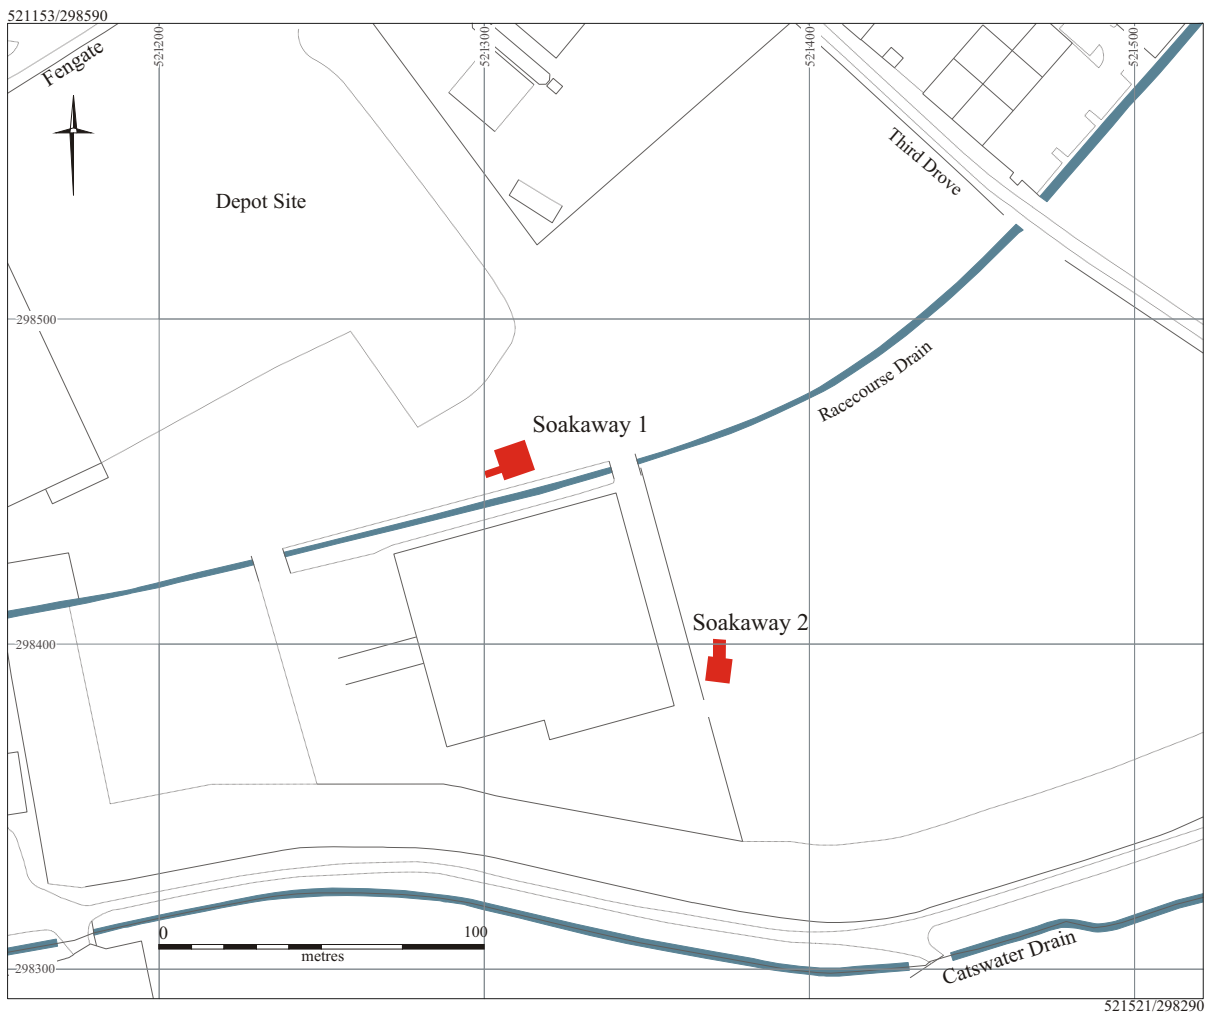 521153/298590
521200
521300
521400
521500
Fengate
Third Drove
Depot Site
298500
Racecourse Drain
Soakaway 1
Soakaway 2
298400
0
100
metres
Catswater Drain
298300
521521/298290